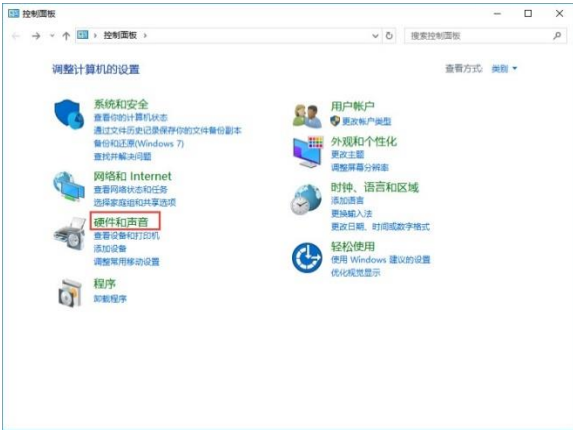 控制面板
控制面板
搜索控制面板
调整计算机的设置
查看方式: 类别
系统和安全
查看你的计算机状态
通过文件历史记录保存你的文件备份副本
备份和还原(Windows 7)
查找并解决问题
网络和 Internet
查看网络状态和任务
选择家庭组和共享选项
硬件和声音
查看设备和打印机
添加设备
调整常用移动设置
程序
卸载程序
用户帐户
更改帐户类型
外观和个性化
更改主题
调整屏幕分辨率
时钟、语言和区域
添加语言
更换输入法
更改日期、时间或数字格式
轻松使用
使用 Windows 建议的设置
优化视觉显示